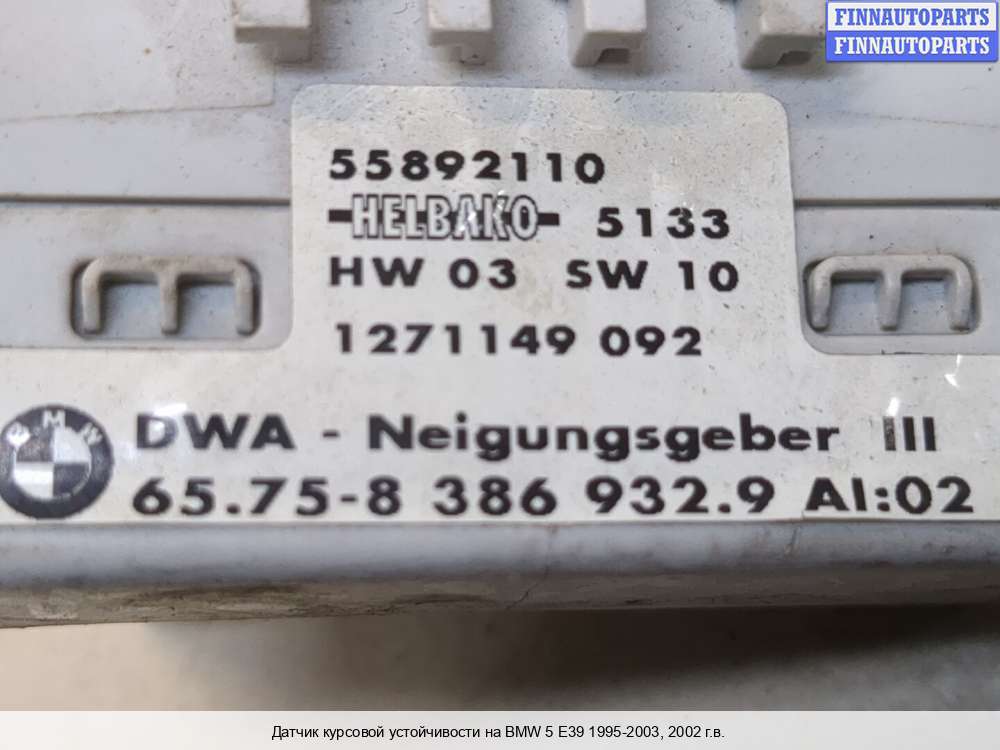 FINNAUTOPARTS
FINNAUTOPARTS
55892110
HELBAKO 5133
HW 03 SW 10
1271149 092
BMW
DWA - Neigungsgeber III
65.75-8 386 932.9 AI:02
Датчик курсовой устойчивости на BMW 5 E39 1995-2003, 2002 г.в.